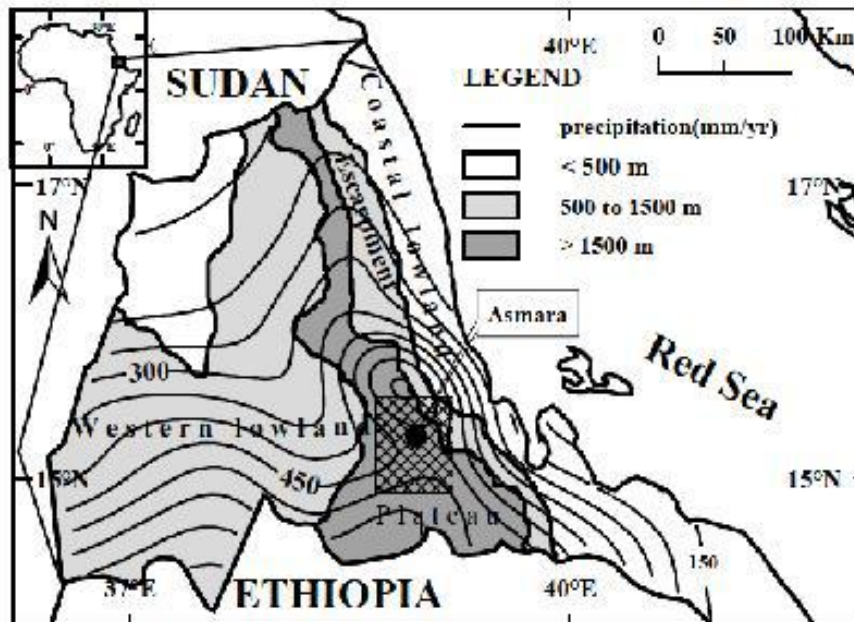 40°E
0 50 100 Km
SUDAN
LEGEND
precipitation(mm/yr)
< 500 m
500 to 1500 m
> 1500 m
17°N
17°N
N
Coastal lowland
Escarpment
Asmara
Red Sea
300
Western lowland
15°N
450
15°N
Plateau
150
37°E
ETHIOPIA
40°E